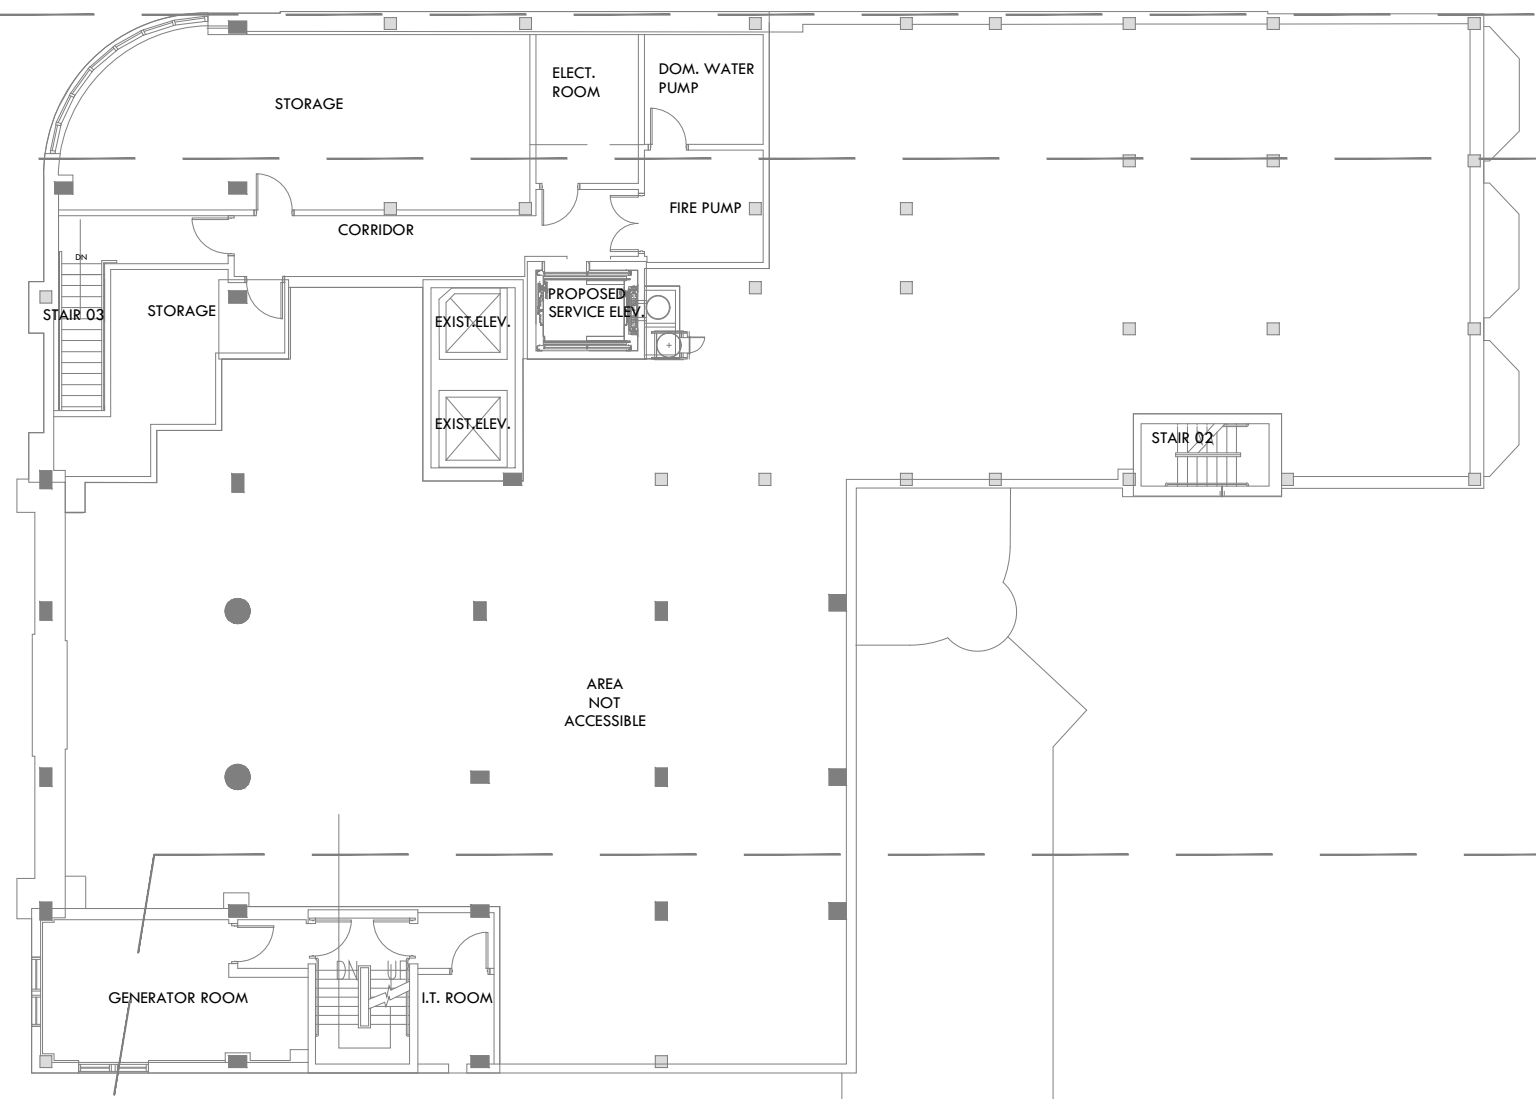 ELECT.
ROOM
DOM. WATER
PUMP
STORAGE
FIRE PUMP
CORRIDOR
DN
PROPOSED
SERVICE ELEV.
STORAGE
STAIR 03
EXIST.ELEV.
EXIST.ELEV.
STAIR 02
AREA
NOT
ACCESSIBLE
DN UP
GENERATOR ROOM
I.T. ROOM